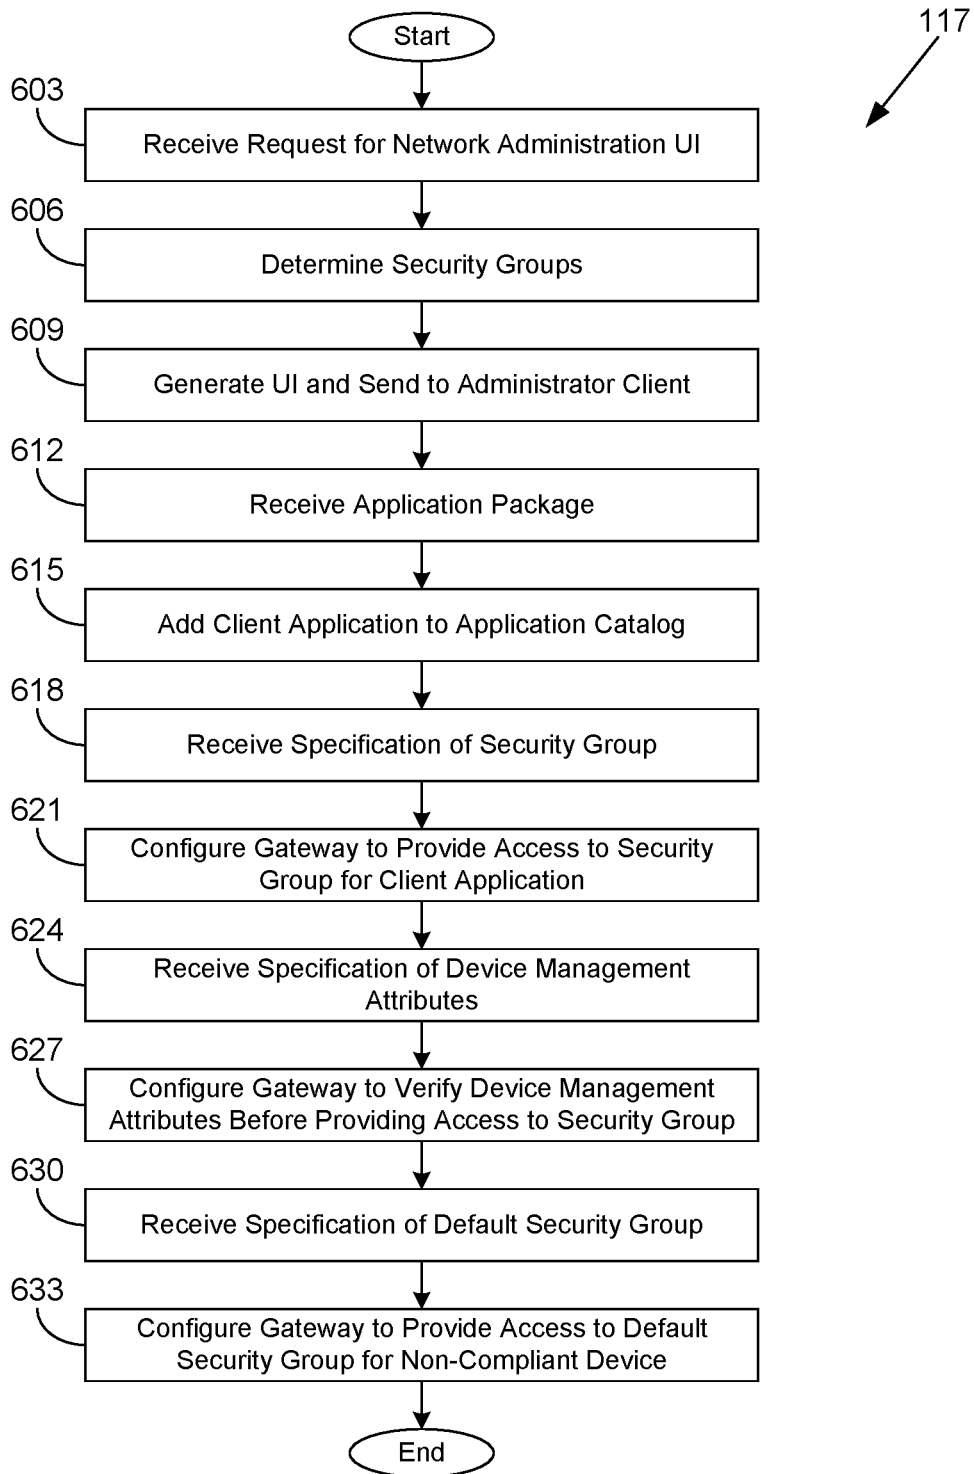 117
Start
603
Receive Request for Network Administration UI
606
Determine Security Groups
609
Generate UI and Send to Administrator Client
612
Receive Application Package
615
Add Client Application to Application Catalog
618
Receive Specification of Security Group
621
Configure Gateway to Provide Access to Security
Group for Client Application
624
Receive Specification of Device Management
Attributes
627
Configure Gateway to Verify Device Management
Attributes Before Providing Access to Security Group
630
Receive Specification of Default Security Group
633
Configure Gateway to Provide Access to Default
Security Group for Non-Compliant Device
End